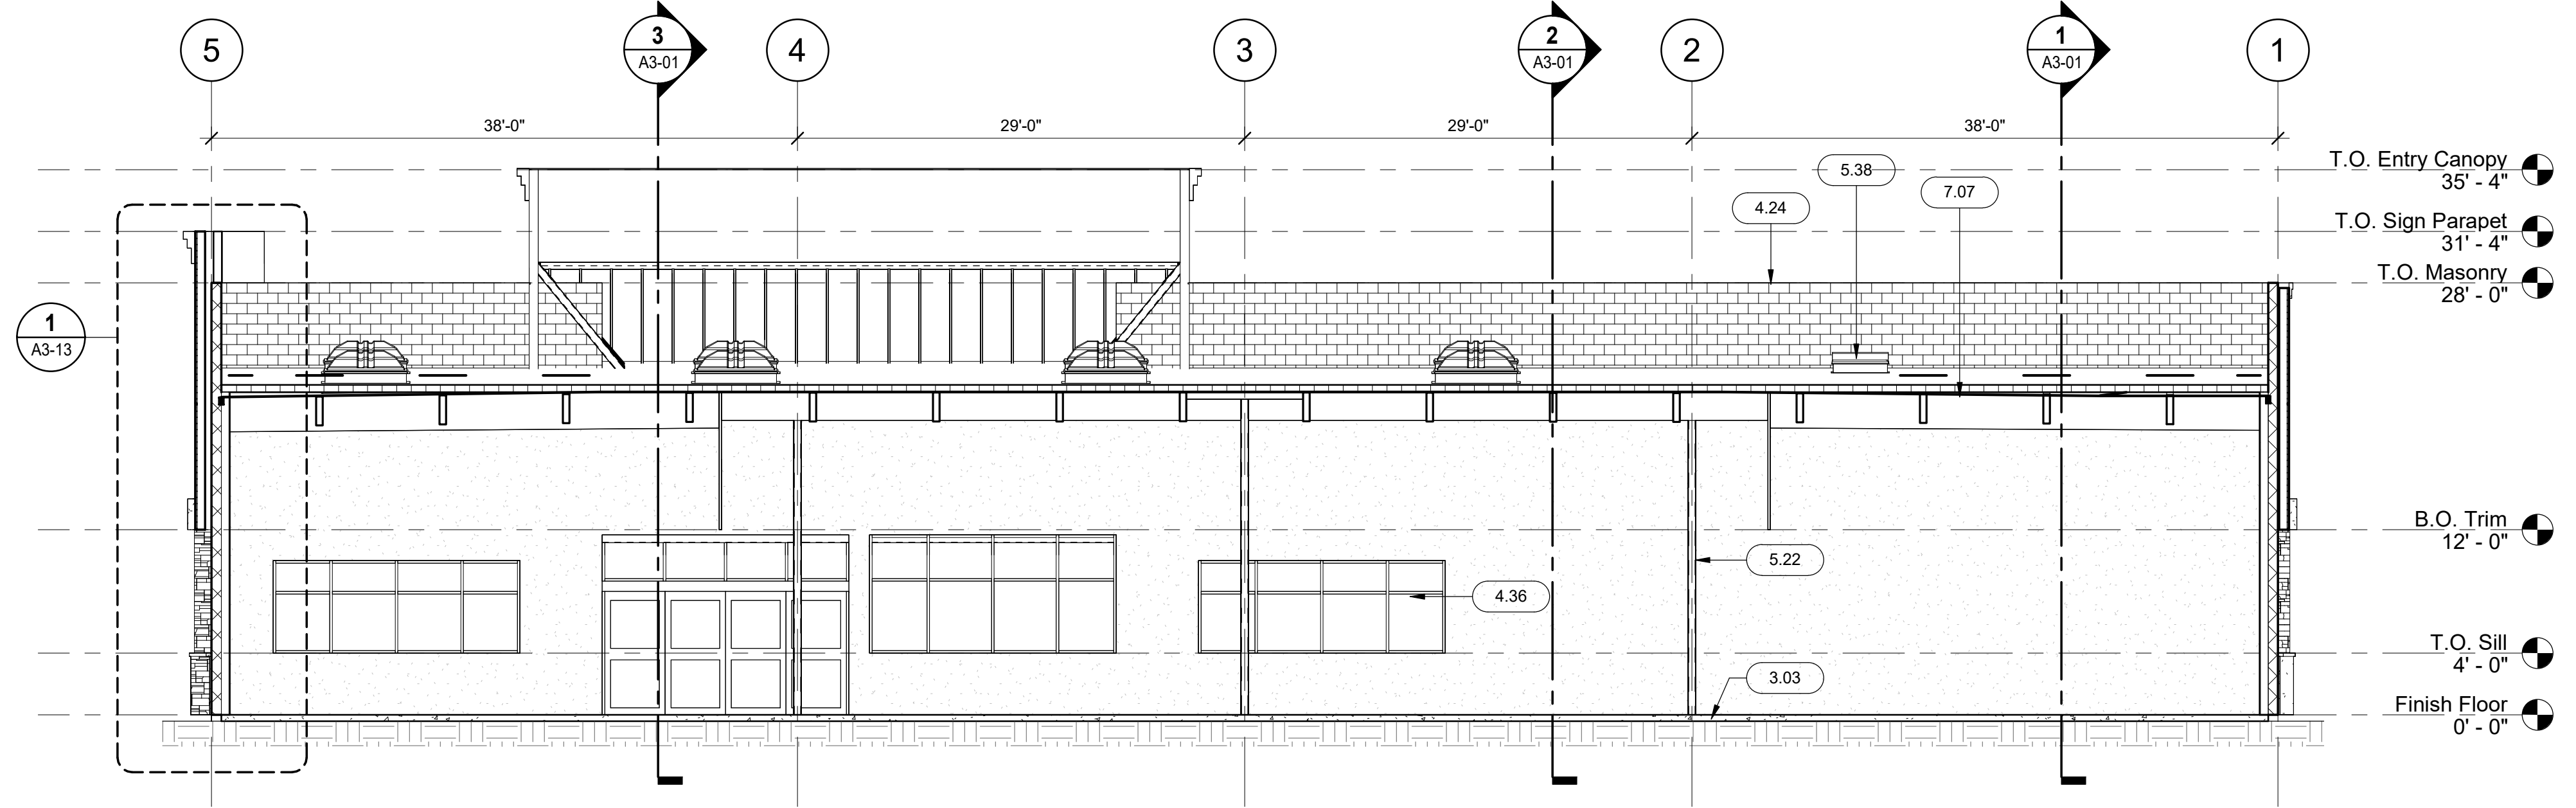 5
3
A3-01
4
3
2
A3-01
2
1
A3-01
1
38'-0"
29'-0"
29'-0"
38'-0"
T.O. Entry Canopy
35' - 4"
5.38
7.07
4.24
T.O. Sign Parapet
31' - 4"
T.O. Masonry
28' - 0"
1
A3-13
B.O. Trim
12' - 0"
5.22
4.36
T.O. Sill
4' - 0"
3.03
Finish Floor
0' - 0"